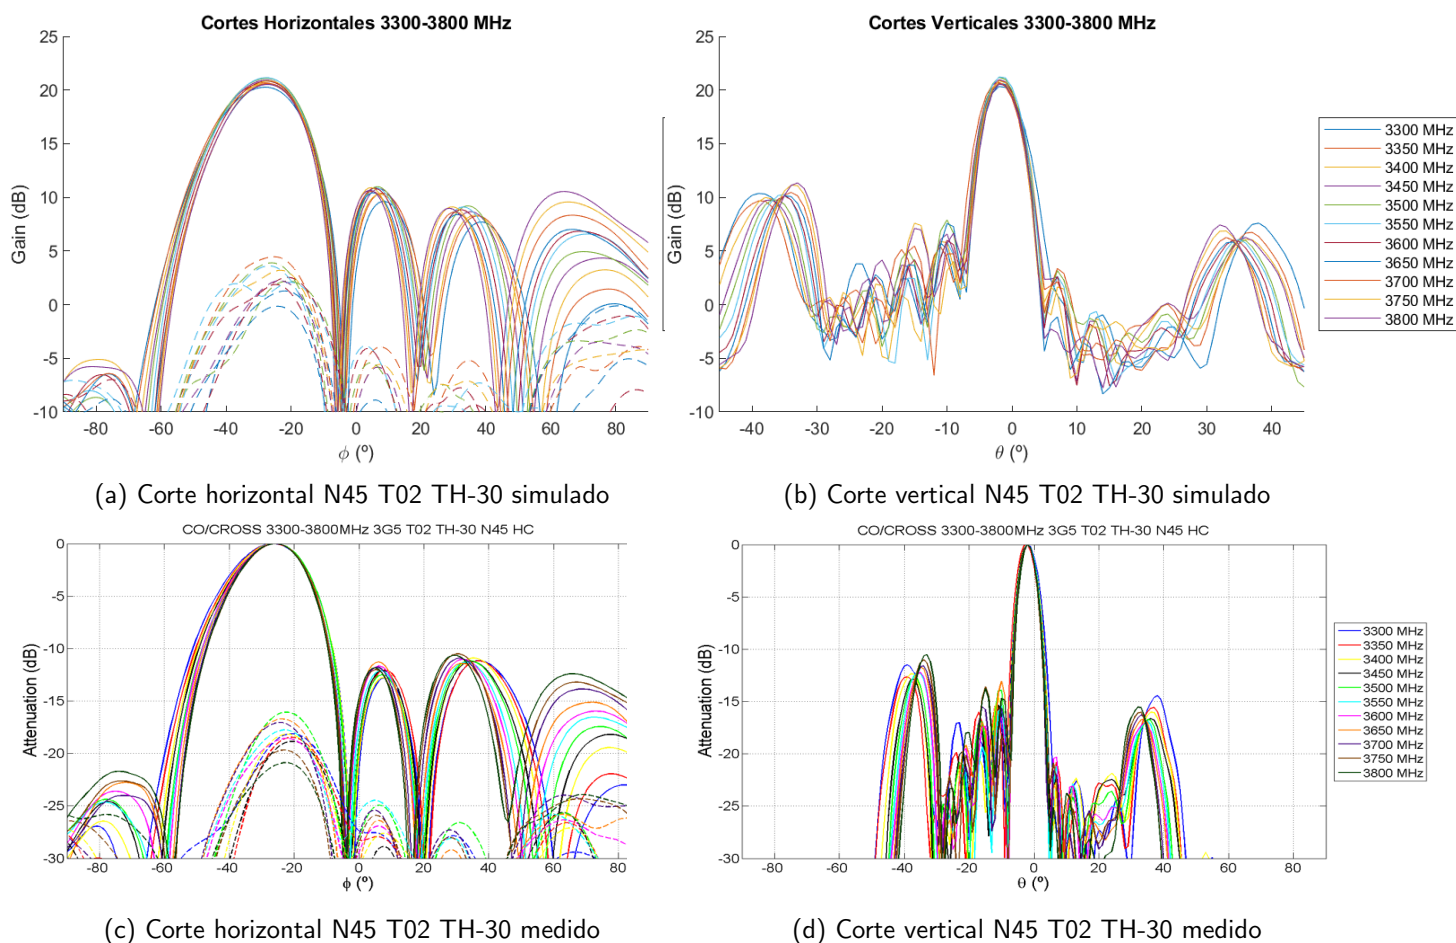 Cortes Horizontales 3300-3800 MHz
25
20
15
10
5
0
-5
-10
Gain (dB)
-80 -60 -40 -20 0 20 40 60 80
ϕ (º)
(a) Corte horizontal N45 T02 TH-30 simulado
Cortes Verticales 3300-3800 MHz
25
20
15
10
5
0
-5
-10
Gain (dB)
-40 -30 -20 -10 0 10 20 30 40
θ (º)
3300 MHz
3350 MHz
3400 MHz
3450 MHz
3500 MHz
3550 MHz
3600 MHz
3650 MHz
3700 MHz
3750 MHz
3800 MHz
(b) Corte vertical N45 T02 TH-30 simulado
CO/CROSS 3300-3800MHz 3G5 T02 TH-30 N45 HC
0
-5
-10
-15
-20
-25
-30
Attenuation (dB)
-80 -60 -40 -20 0 20 40 60 80
ϕ (º)
(c) Corte horizontal N45 T02 TH-30 medido
CO/CROSS 3300-3800MHz 3G5 T02 TH-30 N45 HC
0
-5
-10
-15
-20
-25
-30
Attenuation (dB)
-80 -60 -40 -20 0 20 40 60 80
θ (º)
3300 MHz
3350 MHz
3400 MHz
3450 MHz
3500 MHz
3550 MHz
3600 MHz
3650 MHz
3700 MHz
3750 MHz
3800 MHz
(d) Corte vertical N45 T02 TH-30 medido